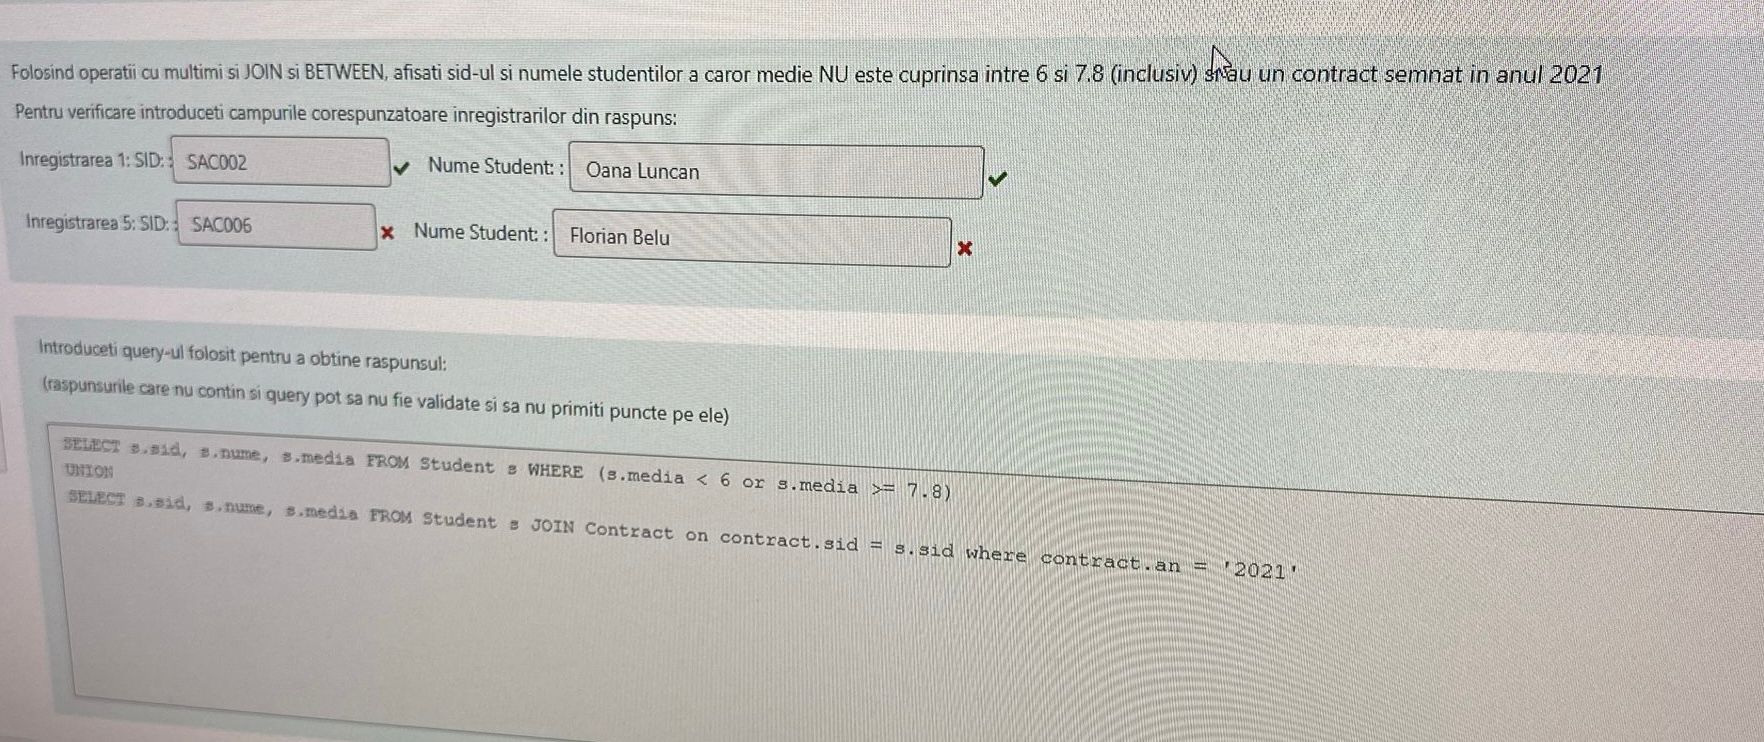 Folosind operatii cu multimi si JOIN si BETWEEN, afisati sid-ul si numele studentilor a caror medie NU este cuprinsa intre 6 si 7.8 (inclusiv) au un contract semnat in anul 2021
Pentru verificare introduceti campurile corespunzatoare inregistrarilor din raspuns:
Inregistrarea 1: SID: : SAC002 Nume Student: : Oana Luncan
Inregistrarea 5: SID: : SAC006 Nume Student: : Florian Belu
Introduceti query-ul folosit pentru a obtine raspunsul:
(raspunsurile care nu contin si query pot sa nu fie validate si sa nu primiti puncte pe ele)
SELECT s.sid, s.nume, s.media FROM Student s WHERE (s.media < 6 or s.media >= 7.8)
UNION
SELECT s.sid, s.nume, s.media FROM Student s JOIN Contract on contract.sid = s.sid where contract.an = '2021'